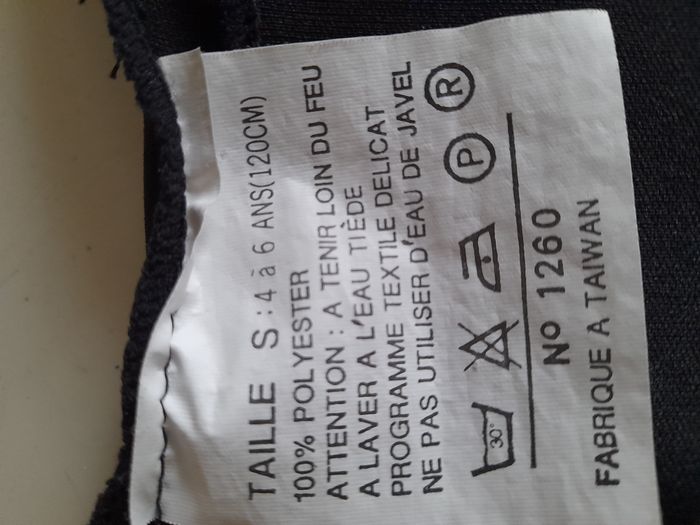 TAILLE S : 4 à 6 ANS(120CM)
100% POLYESTER
ATTENTION : A TENIR LOIN DU FEU
A LAVER A L'EAU TIÈDE
PROGRAMME TEXTILE DELICAT
NE PAS UTILISER D'EAU DE JAVEL
30° P R
Nº 1260
FABRIQUE A TAIWAN